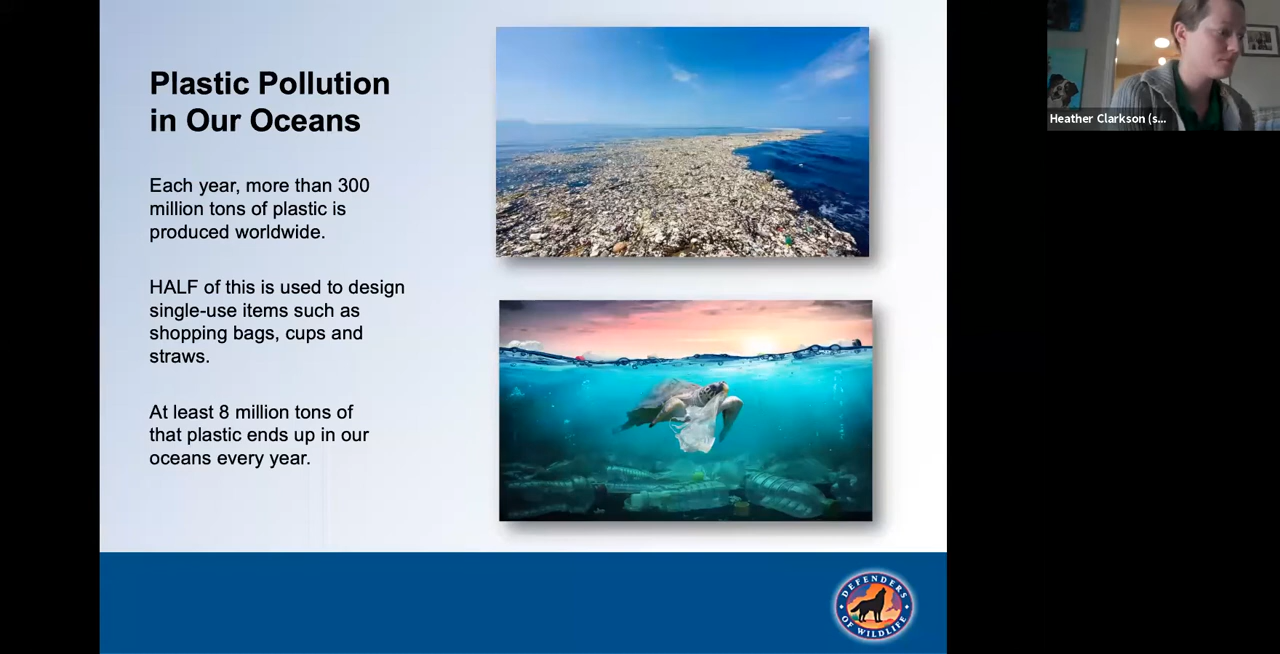 Plastic Pollution
in Our Oceans
Each year, more than 300
million tons of plastic is
produced worldwide.
HALF of this is used to design
single-use items such as
shopping bags, cups and
straws.
At least 8 million tons of
that plastic ends up in our
oceans every year.
DEFENDERS
OF WILDLIFE
Heather Clarkson (s...